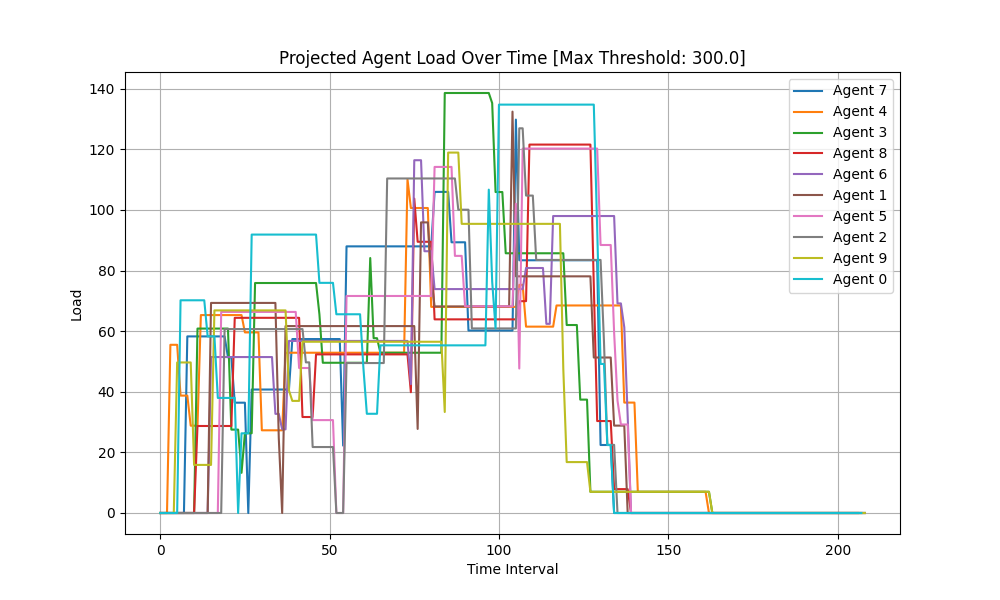 Projected Agent Load Over Time [Max Threshold: 300.0]
Load
140
120
100
80
60
40
20
0
0
50
100
150
200
Time Interval
Agent 7
Agent 4
Agent 3
Agent 8
Agent 6
Agent 1
Agent 5
Agent 2
Agent 9
Agent 0